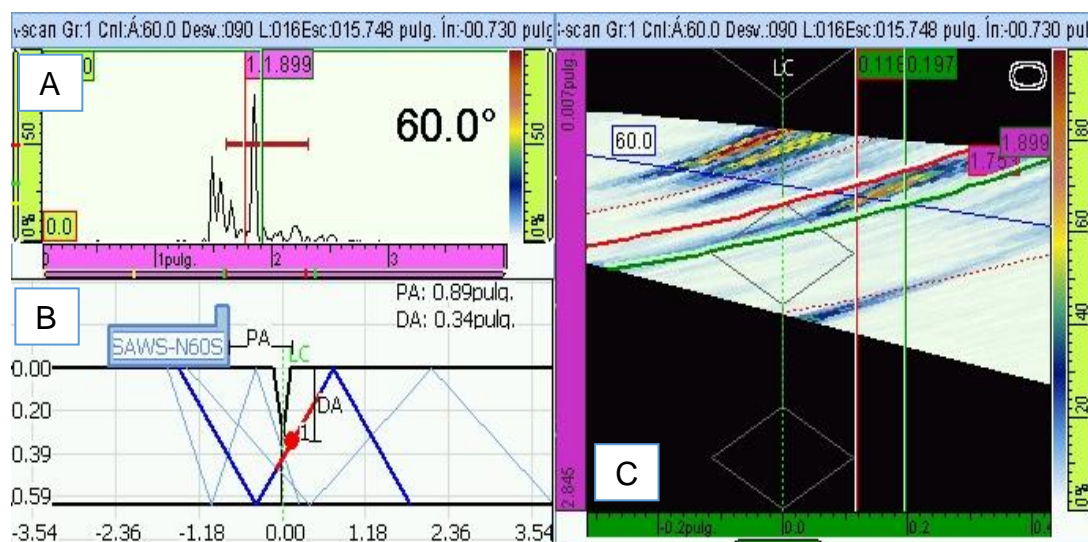 -scan Gr:1 Cnl:Á:60.0 Desv.:090 L:016Esc:015.748 pulg. Ín:-00.730 pulg
A
60.0°
50
50
0.0
0%
0%
0
1pulg.
2
3
1.899
B
PA: 0.89pulg.
DA: 0.34pulg.
SAWS-N60S
PA
LC
DA
1
0.00
0.20
0.39
0.59
-3.54
-2.36
-1.18
0.00
1.18
2.36
3.54
-scan Gr:1 Cnl:Á:60.0 Desv.:090 L:016Esc:015.748 pulg. Ín:-00.730 pul
0.007pulg.
LC
0.118
0.197
60.0
1.899
80
60
40
20
0%
2.845
C
-0.2pulg.
0.0
0.2
0.4